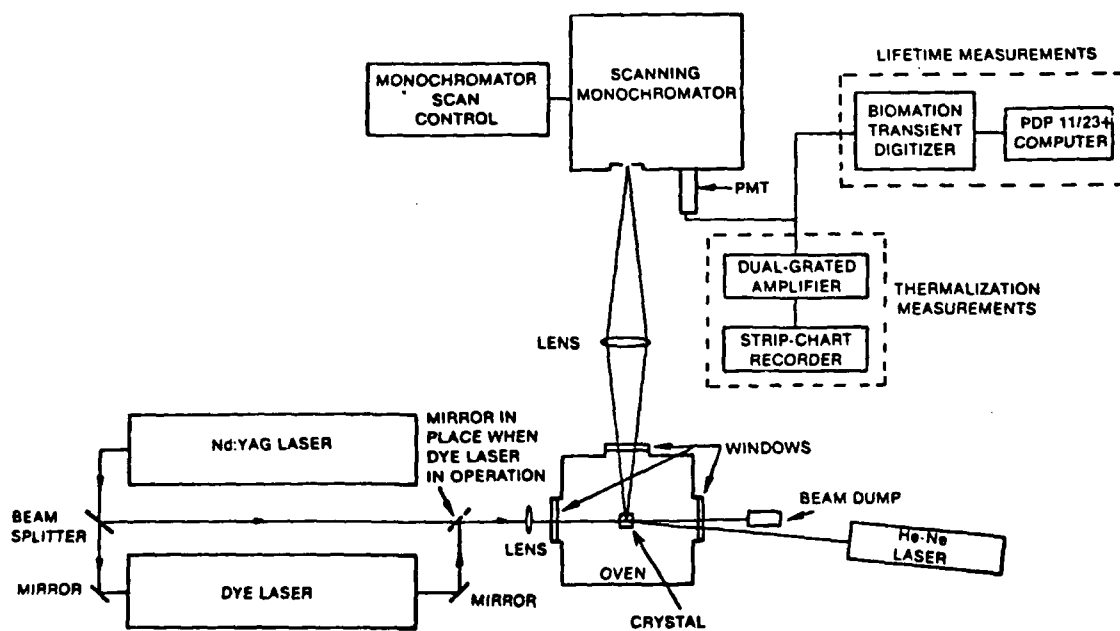 MONOCHROMATOR
SCAN
CONTROL
SCANNING
MONOCHROMATOR
LIFETIME MEASUREMENTS
BIOMATION
TRANSIENT
DIGITIZER
PDP 11/23+
COMPUTER
PMT
DUAL-GRATED
AMPLIFIER
STRIP-CHART
RECORDER
THERMALIZATION
MEASUREMENTS
LENS
Nd:YAG LASER
MIRROR IN
PLACE WHEN
DYE LASER
IN OPERATION
WINDOWS
BEAM
SPLITTER
LENS
BEAM DUMP
He-Ne
LASER
MIRROR
DYE LASER
MIRROR
OVEN
CRYSTAL